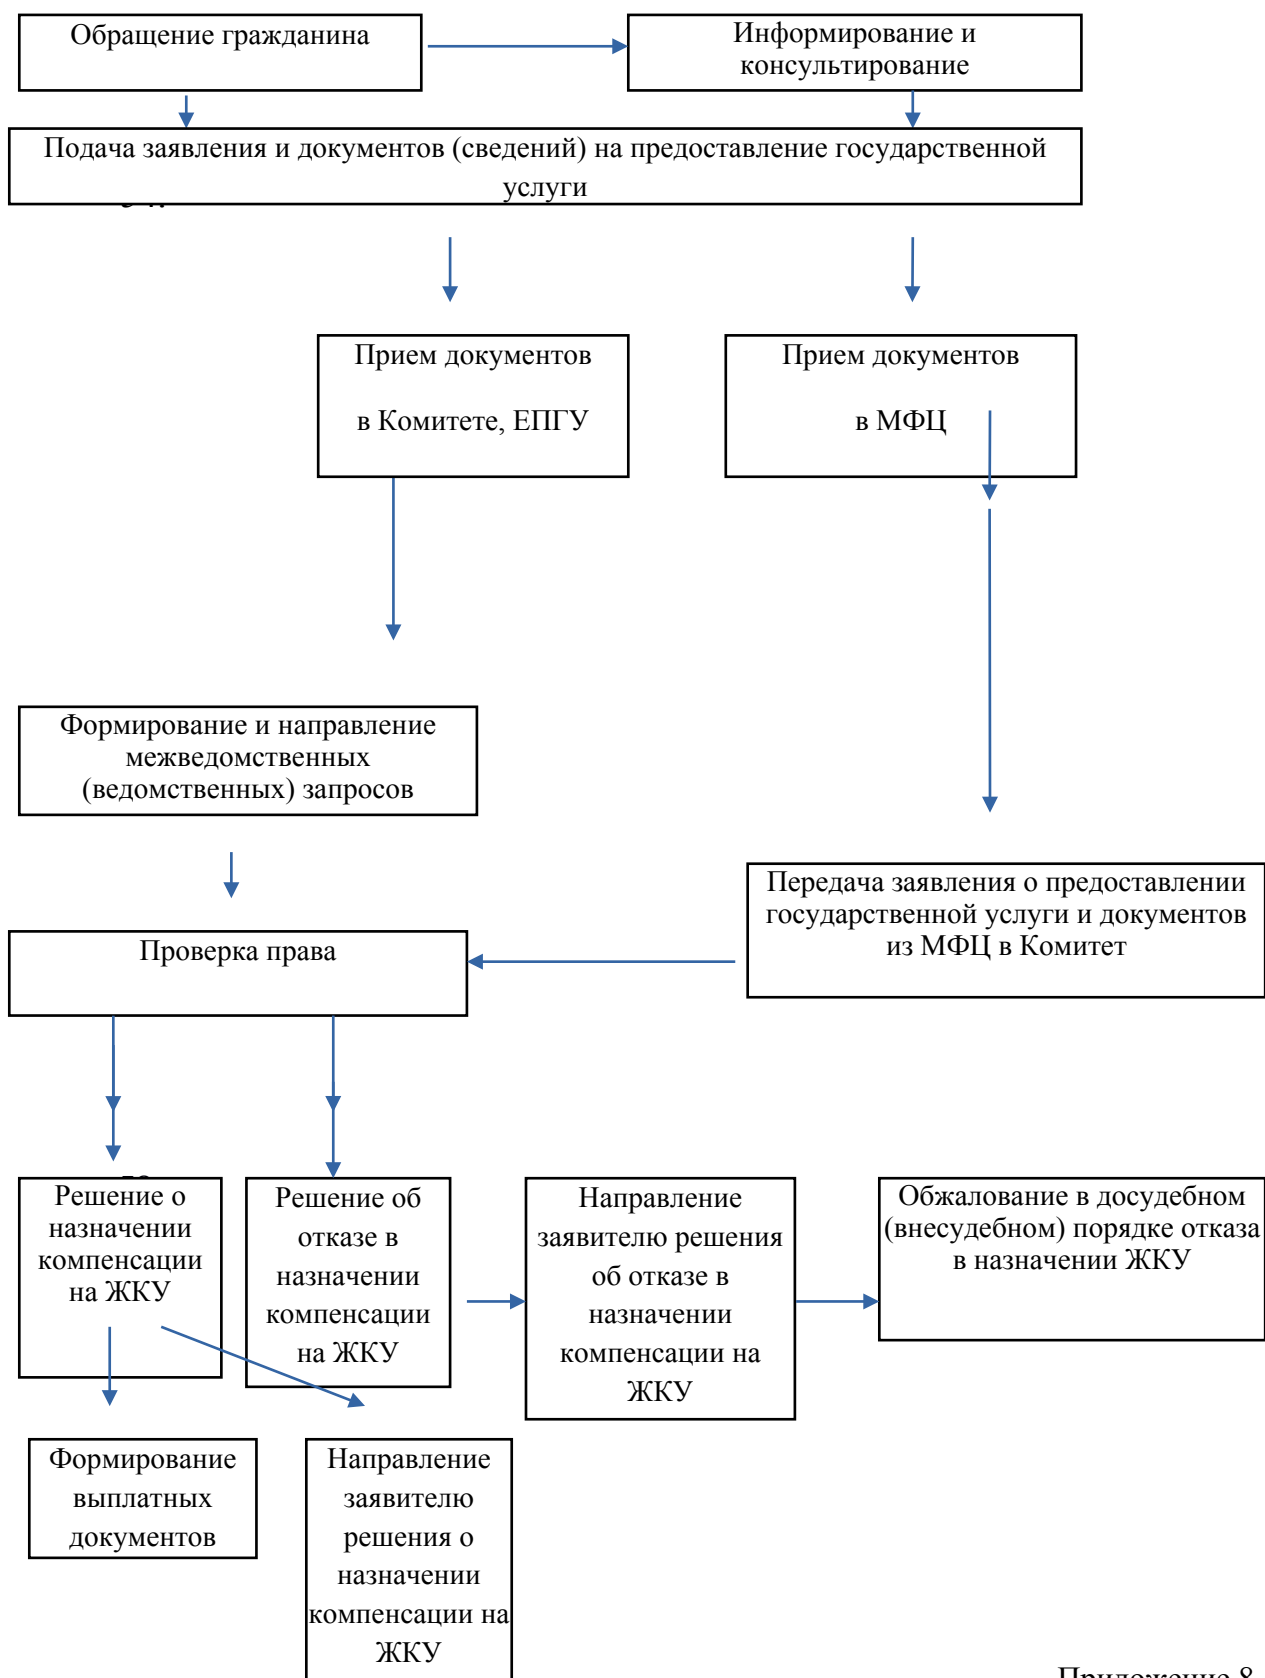 Обращение гражданина
Информирование и
консультирование
Подача заявления и документов (сведений) на предоставление государственной
услуги
Прием документов
в Комитете, ЕПГУ
Прием документов
в МФЦ
Формирование и направление
межведомственных
(ведомственных) запросов
Передача заявления о предоставлении
государственной услуги и документов
из МФЦ в Комитет
Проверка права
Решение о
назначении
компенсации
на ЖКУ
Решение об
отказе в
назначении
компенсации
на ЖКУ
Направление
заявителю решения
об отказе в
назначении
компенсации на
ЖКУ
Обжалование в досудебном
(внесудебном) порядке отказа
в назначении ЖКУ
Формирование
выплатных
документов
Направление
заявителю
решения о
назначении
компенсации на
ЖКУ
Приложение 8